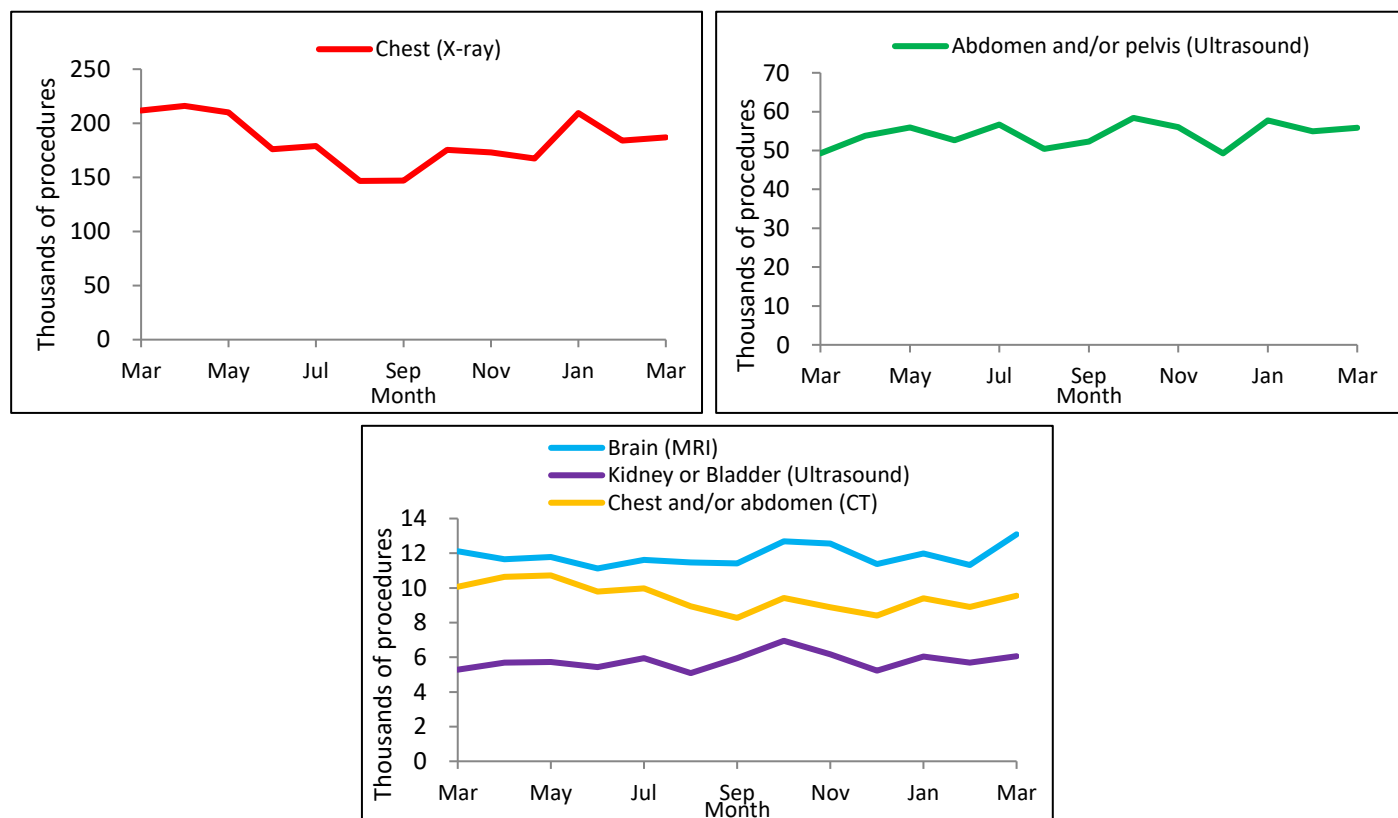 Chest (X-ray)
Thousands of procedures
250
200
150
100
50
0
Mar May Jul Sep Nov Jan Mar
Month
Abdomen and/or pelvis (Ultrasound)
Thousands of procedures
70
60
50
40
30
20
10
0
Mar May Jul Sep Nov Jan Mar
Month
Brain (MRI)
Kidney or Bladder (Ultrasound)
Chest and/or abdomen (CT)
Thousands of procedures
14
12
10
8
6
4
2
0
Mar May Jul Sep Nov Jan Mar
Month